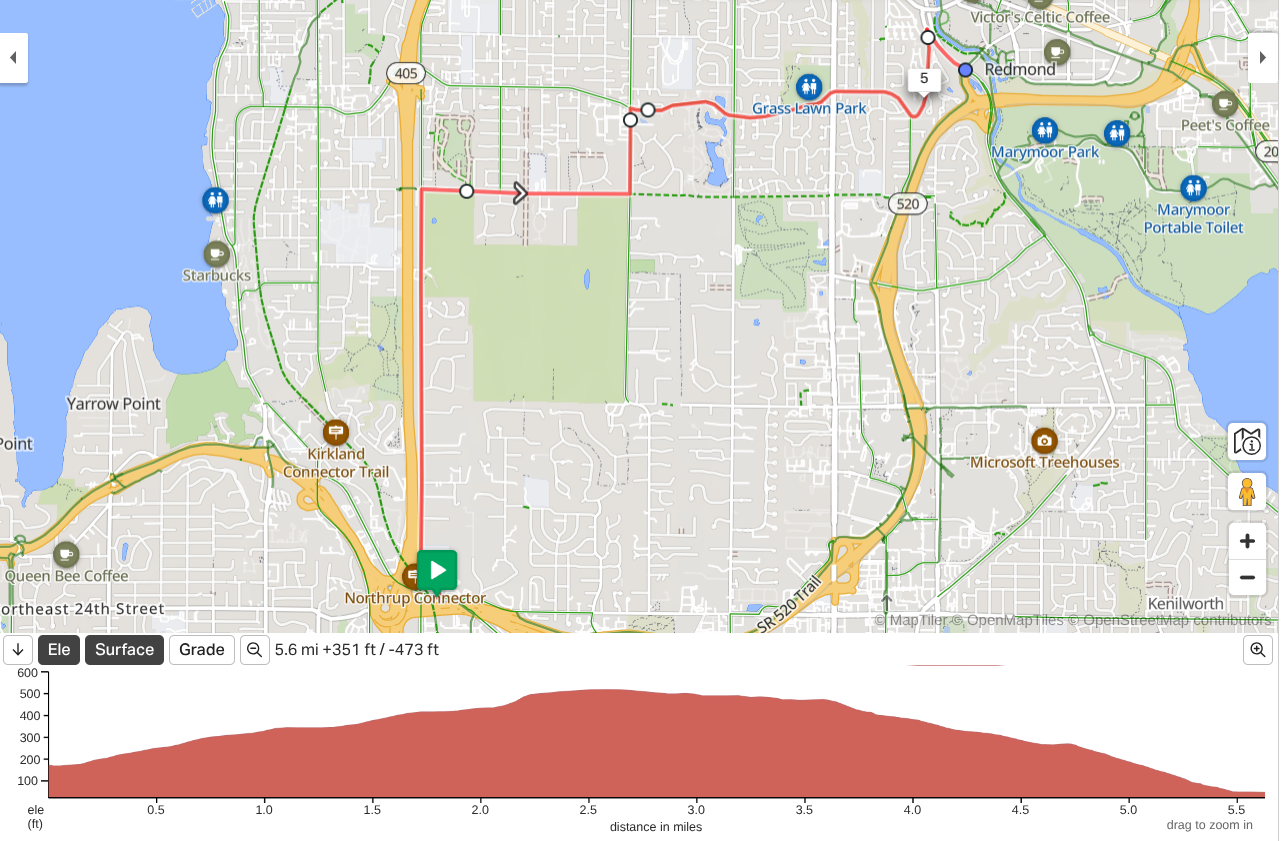 Victor's Celtic Coffee
405
Redmond
5
Grass Lawn Park
Peet's Coffee
Marymoor Park
20
520
Marymoor
Portable Toilet
Starbucks
Yarrow Point
Point
Kirkland
Connector Trail
Microsoft Treehouses
Queen Bee Coffee
Northrup Connector
ortheast 24th Street
SR 520 Trail
Kenilworth
© MapTiler © OpenMapTiles © OpenStreetMap contributors
Ele
Surface
Grade
5.6 mi +351 ft / -473 ft
600
500
400
300
200
100
ele
(ft)
0.5
1.0
1.5
2.0
2.5
3.0
3.5
4.0
4.5
5.0
5.5
distance in miles
drag to zoom in